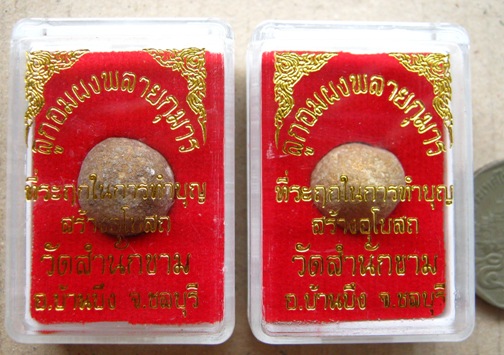 ลูกอมผงพลายกุมาร
ที่ระฤกในการทำบุญ
สร้างอุโบสถ
วัดสำนักขาม
อ.บ้านบึง จ.ชลบุรี
ลูกอมผงพลายกุมาร
ที่ระฤกในการทำบุญ
สร้างอุโบสถ
วัดสำนักขาม
อ.บ้านบึง จ.ชลบุรี